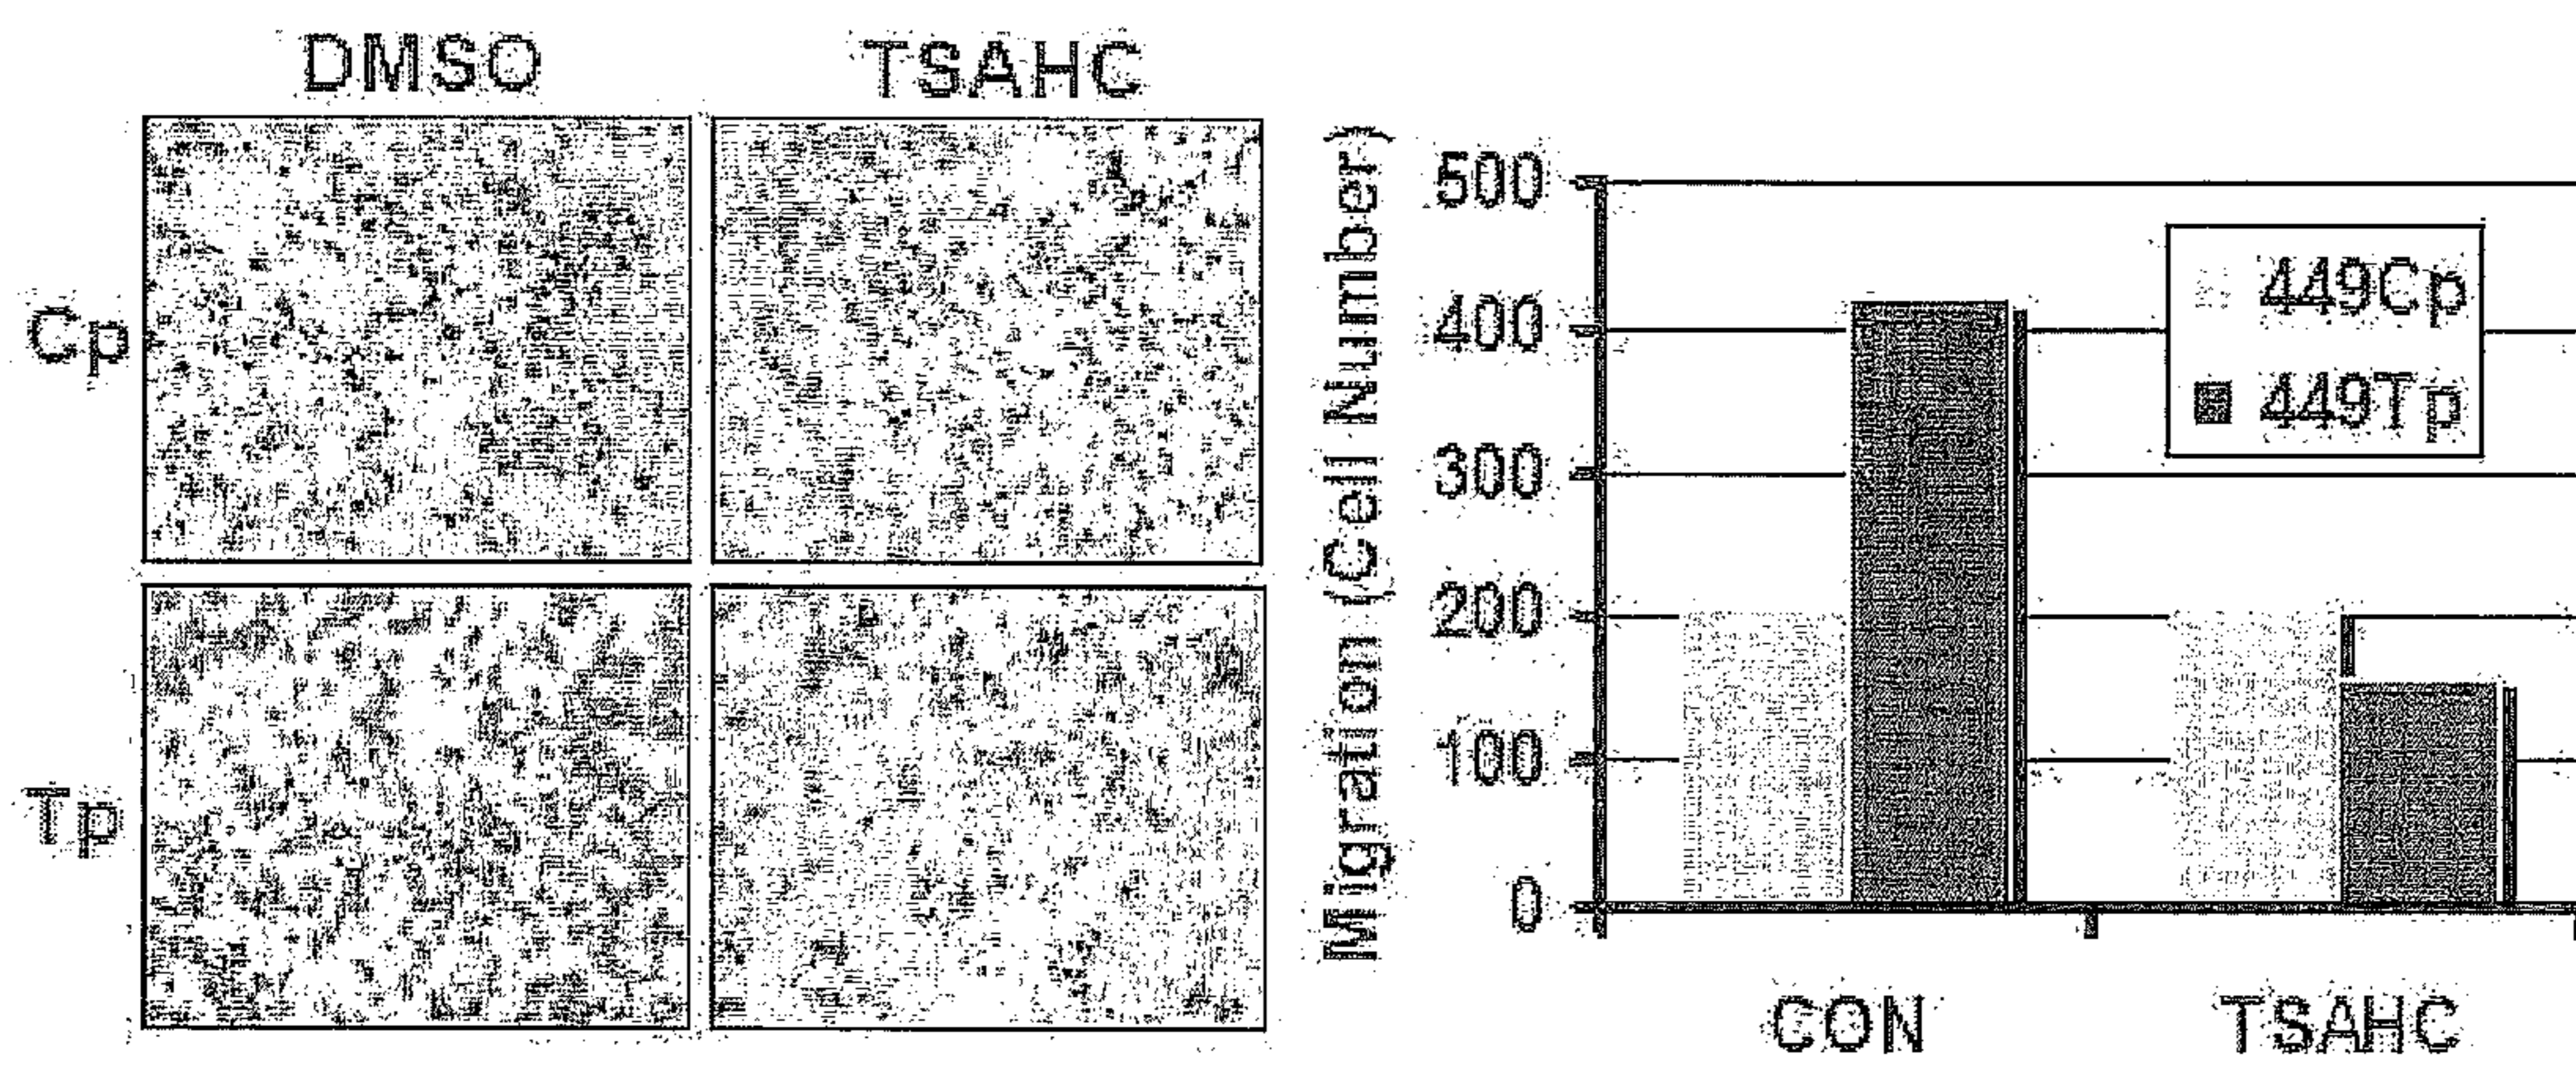 DMSO
TSAHC
Cp
Tp
Migration (Cell Number)
500
400
300
200
100
0
449Cp
449Tp
CON
TSAHC